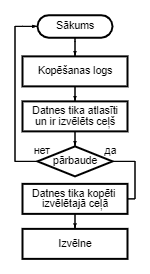 Sākums
Kopēšanas logs
Datnes tika atlasīti
un ir izvēlēts ceļš
нет
да
pārbaude
Datnes tika kopēti
izvēlētajā ceļā
Izvēlne